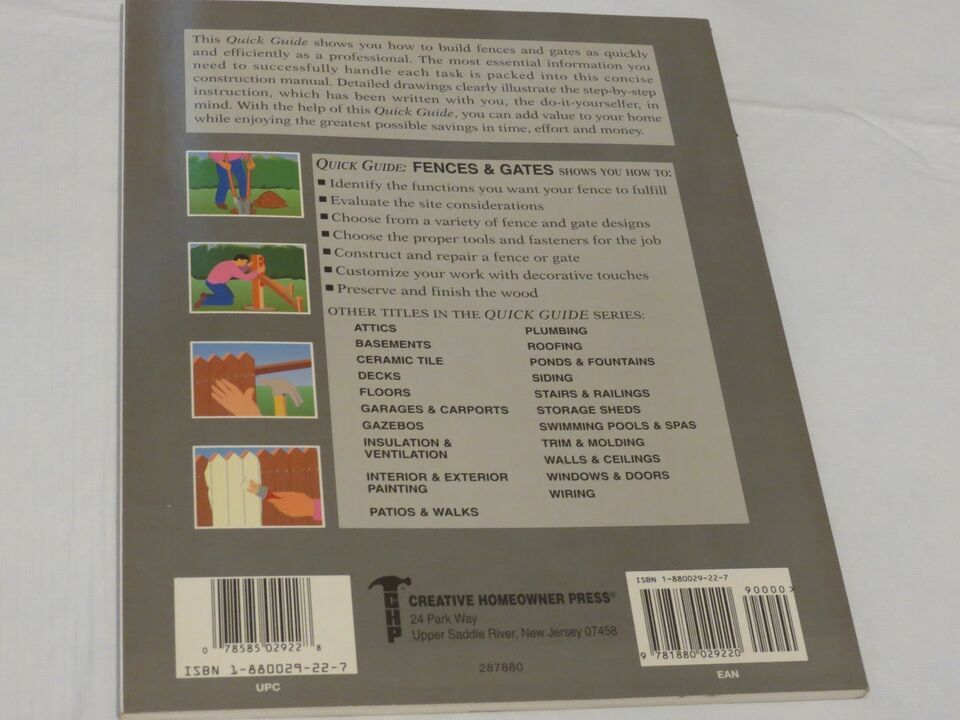 This Quick Guide shows you how to build fences and gates as quickly
and efficiently as a professional. The most essential information you
need to successfully handle each task is packed into this concise
construction manual. Detailed drawings clearly illustrate the step-by-step
instruction, which has been written with you, the do-it-yourselfer, in
mind. With the help of this Quick Guide, you can add value to your home
while enjoying the greatest possible savings in time, effort and money.
QUICK GUIDE: FENCES & GATES SHOWS YOU HOW TO:
■ Identify the functions you want your fence to fulfill
■ Evaluate the site considerations
■ Choose from a variety of fence and gate designs
■ Choose the proper tools and fasteners for the job
■ Construct and repair a fence or gate
■ Customize your work with decorative touches
■ Preserve and finish the wood
OTHER TITLES IN THE QUICK GUIDE SERIES:
ATTICS
BASEMENTS
CERAMIC TILE
DECKS
FLOORS
GARAGES & CARPORTS
GAZEBOS
INSULATION &
VENTILATION
INTERIOR & EXTERIOR
PAINTING
PATIOS & WALKS
PLUMBING
ROOFING
PONDS & FOUNTAINS
SIDING
STAIRS & RAILINGS
STORAGE SHEDS
SWIMMING POOLS & SPAS
TRIM & MOLDING
WALLS & CEILINGS
WINDOWS & DOORS
WIRING
0 78585 02922 8
ISBN 1-880029-22-7
UPC
CHP
CREATIVE HOMEOWNER PRESS®
24 Park Way
Upper Saddle River, New Jersey 07458
287880
ISBN 1-880029-22-7
90000>
9 781880 029220
EAN